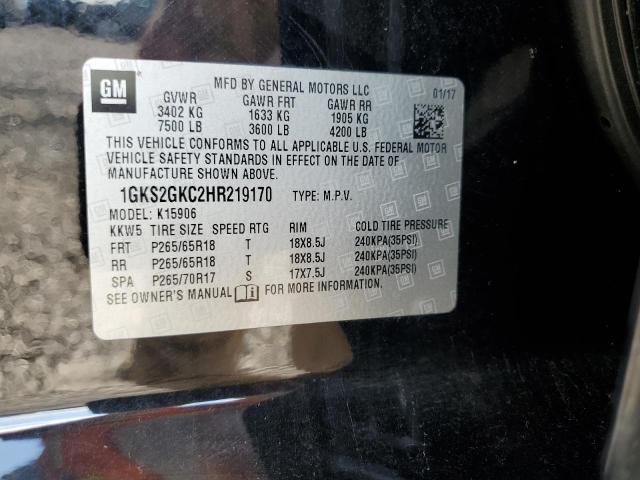 GM
MFD BY GENERAL MOTORS LLC 01/17
GVWR GAWR FRT GAWR RR
3402 KG 1633 KG 1905 KG
7500 LB 3600 LB 4200 LB
THIS VEHICLE CONFORMS TO ALL APPLICABLE U.S. FEDERAL MOTOR
VEHICLE SAFETY STANDARDS IN EFFECT ON THE DATE OF
MANUFACTURE SHOWN ABOVE.
1GKS2GKC2HR219170 TYPE: M.P.V.
MODEL: K15906
KKW5 TIRE SIZE SPEED RTG RIM COLD TIRE PRESSURE
FRT P265/65R18 T 18X8.5J 240KPA(35PSI)
RR P265/65R18 T 18X8.5J 240KPA(35PSI)
SPA P265/70R17 S 17X7.5J 240KPA(35PSI)
SEE OWNER'S MANUAL FOR MORE INFORMATION.